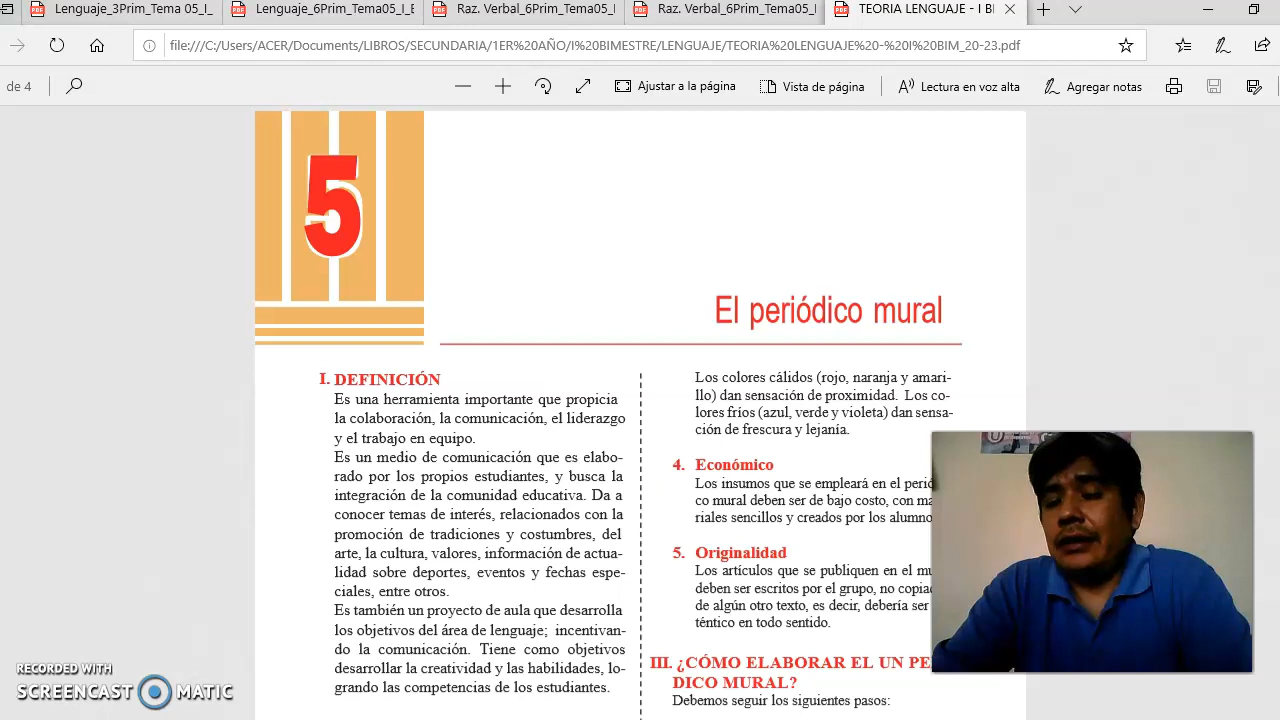 Lenguaje_3Prim_Tema 05_I_
Lenguaje_6Prim_Tema05_I_E
Raz. Verbal_6Prim_Tema05_I
Raz. Verbal_6Prim_Tema05_I
TEORIA LENGUAJE - I BI
file:///C:/Users/ACER/Documents/LIBROS/SECUNDARIA/1ER%20AÑO/I%20BIMESTRE/LENGUAJE/TEORIA%20LENGUAJE%20-%20I%20BIM_20-23.pdf
de 4
Ajustar a la página
Vista de página
Lectura en voz alta
Agregar notas
5
El periódico mural
I. DEFINICIÓN
Es una herramienta importante que propicia
la colaboración, la comunicación, el liderazgo
y el trabajo en equipo.
Es un medio de comunicación que es elabo-
rado por los propios estudiantes, y busca la
integración de la comunidad educativa. Da a
conocer temas de interés, relacionados con la
promoción de tradiciones y costumbres, del
arte, la cultura, valores, información de actua-
lidad sobre deportes, eventos y fechas espe-
ciales, entre otros.
Es también un proyecto de aula que desarrolla
los objetivos del área de lenguaje; incentivan-
do la comunicación. Tiene como objetivos
desarrollar la creatividad y las habilidades, lo-
grando las competencias de los estudiantes.
Los colores cálidos (rojo, naranja y amari-
llo) dan sensación de proximidad. Los co-
lores fríos (azul, verde y violeta) dan sensa-
ción de frescura y lejanía.
4. Económico
Los insumos que se empleará en el perió
co mural deben ser de bajo costo, con ma
riales sencillos y creados por los alumno
5. Originalidad
Los artículos que se publiquen en el mu
deben ser escritos por el grupo, no copiad
de algún otro texto, es decir, debería ser
téntico en todo sentido.
III. ¿CÓMO ELABORAR EL UN PE
DICO MURAL?
Debemos seguir los siguientes pasos:
RECORDED WITH
SCREENCAST MATIC